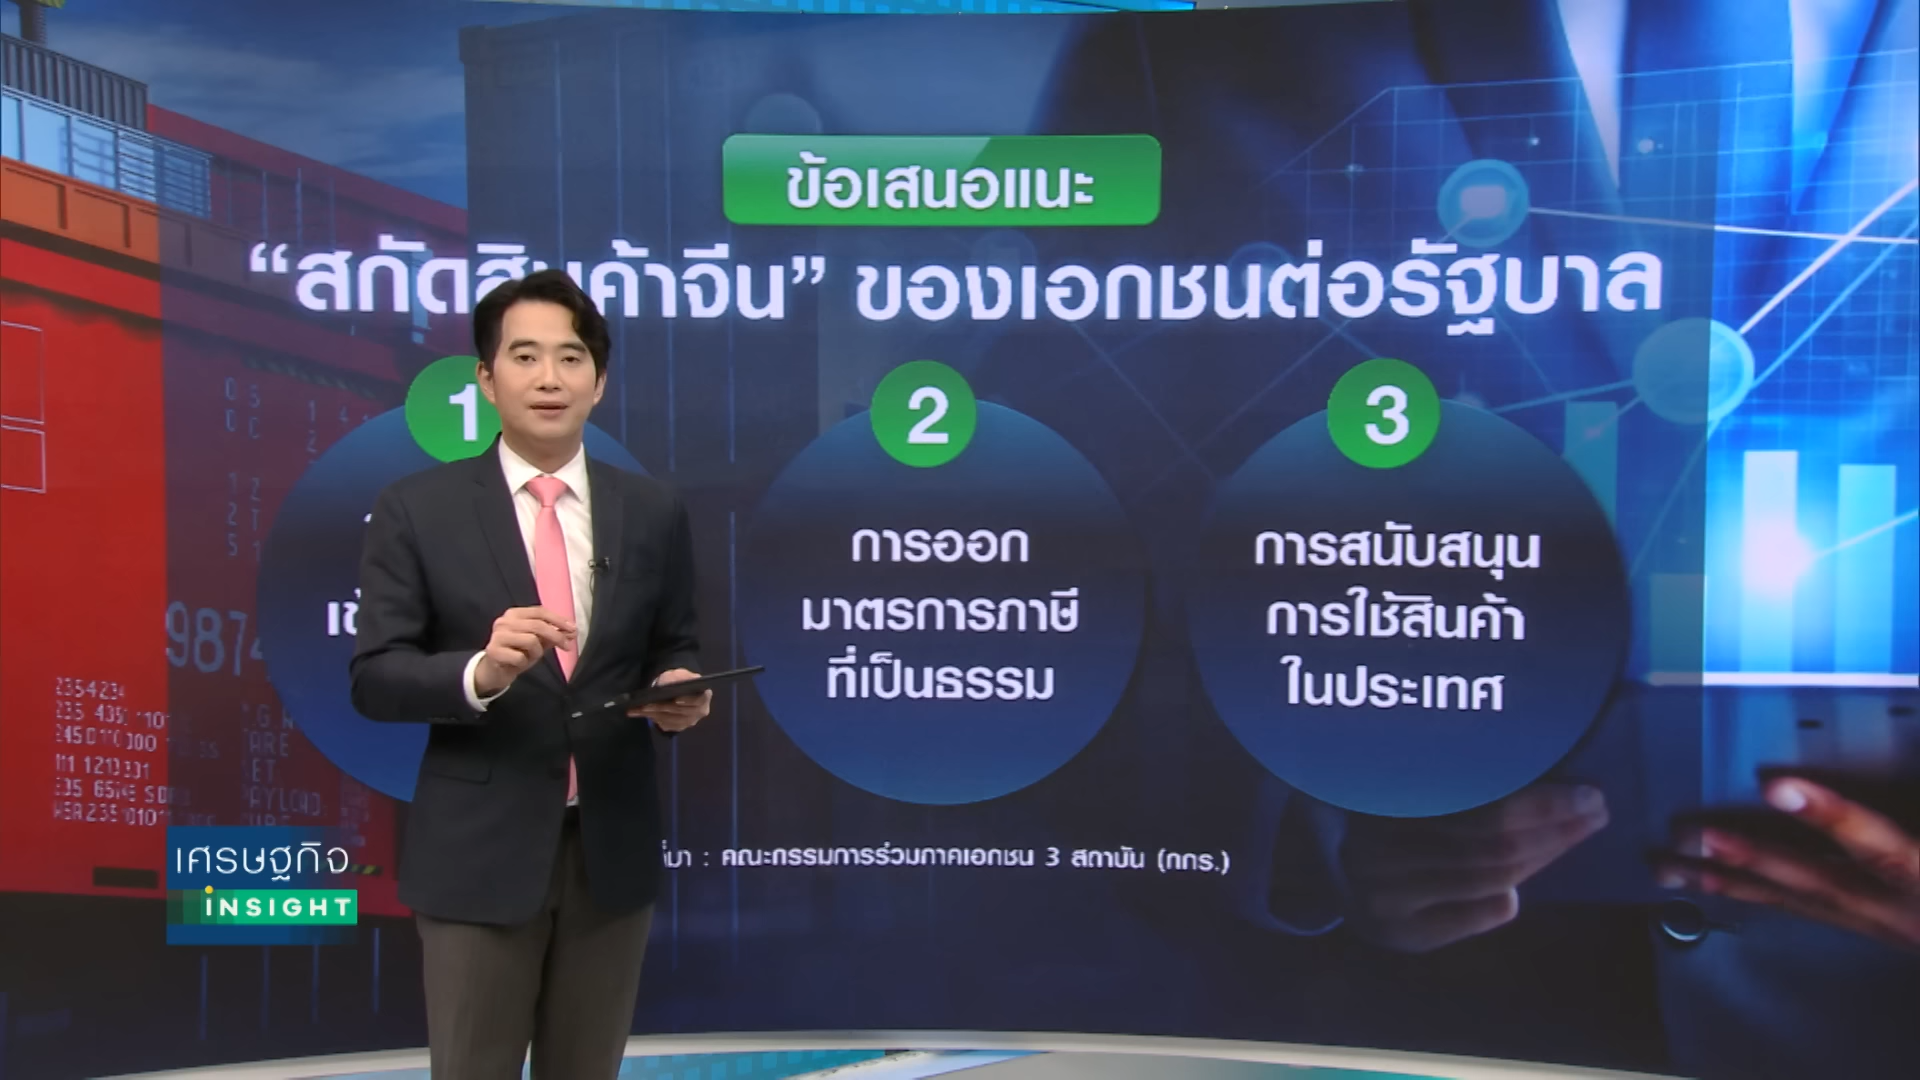 ข้อเสนอแนะ
“สกัดสินค้าจีน” ของเอกชนต่อรัฐบาล
1
2
การออก
มาตรการภาษี
ที่เป็นธรรม
3
การสนับสนุน
การใช้สินค้า
ในประเทศ
ที่มา : คณะกรรมการร่วมภาคเอกชน 3 สถาบัน (กกร.)
เศรษฐกิจ
INSIGHT